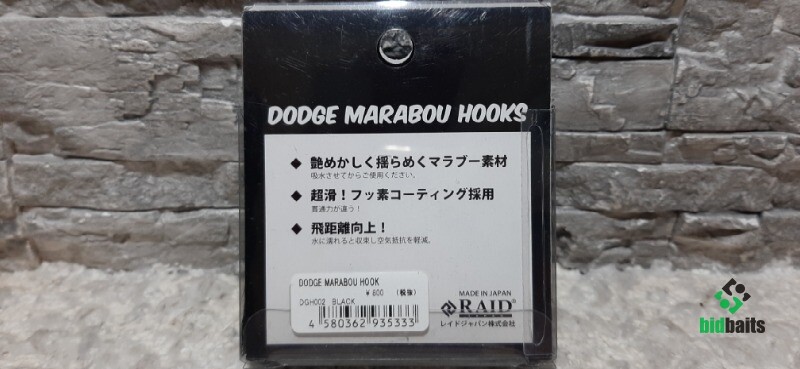 DODGE MARABOU HOOKS
◆ 艶めかしく揺らめくマラブー素材
吸水させてからご使用ください。
◆ 超滑！フッ素コーティング採用
貫通力が違う！
◆ 飛距離向上！
水に濡れると収束し空気抵抗を軽減。
DODGE MARABOU HOOK
¥ 600 (税抜)
DGH002 BLACK
4 580362 935333
MADE IN JAPAN
RAID®
JAPAN
レイドジャパン株式会社
bidbaits